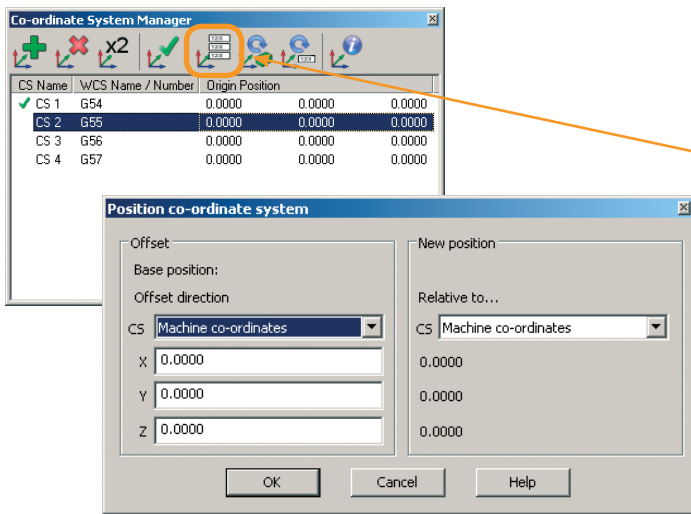 Co-ordinate System Manager
x2
123
123
123
123
CS Name WCS Name / Number Origin Position
CS 1 G54 0.0000 0.0000 0.0000
CS 2 G55 0.0000 0.0000 0.0000
CS 3 G56 0.0000 0.0000 0.0000
CS 4 G57 0.0000 0.0000 0.0000
Position co-ordinate system
Offset
Base position:
Offset direction
CS Machine co-ordinates
X 0.0000
Y 0.0000
Z 0.0000
New position
Relative to...
CS Machine co-ordinates
0.0000
0.0000
0.0000
OK Cancel Help